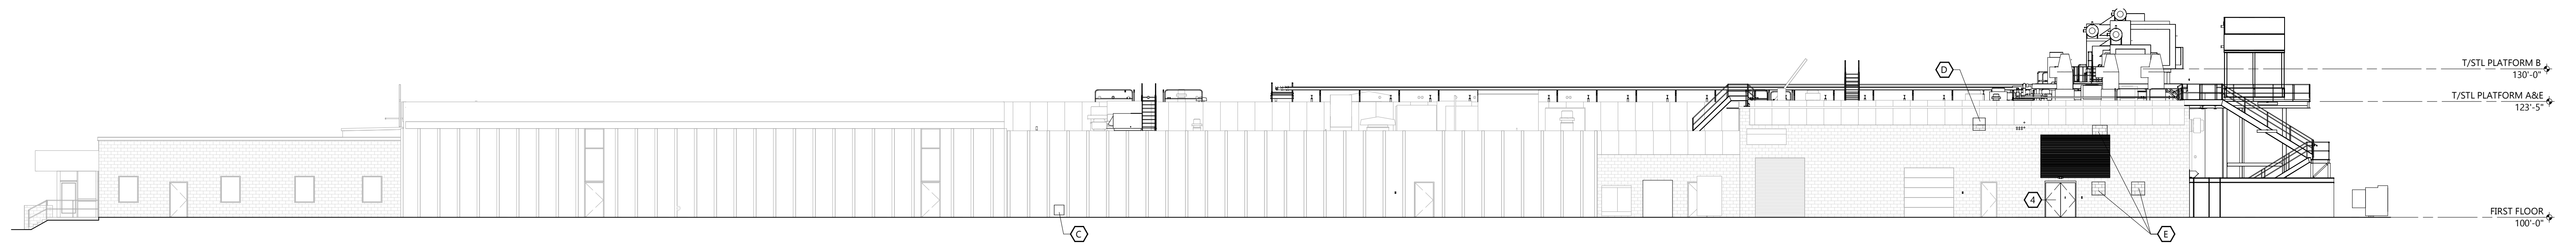 D
T/STL PLATFORM B
130'-0"
T/STL PLATFORM A&E
123'-5"
4
FIRST FLOOR
100'-0"
C
E